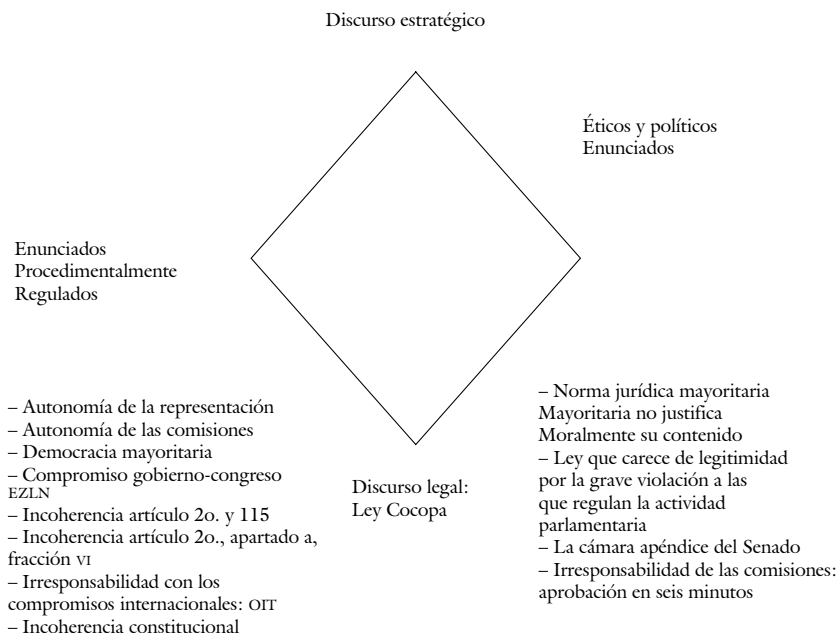 Discurso estratégico
Éticos y políticos
Enunciados
Enunciados
Procedimentalmente
Regulados
– Autonomía de la representación
– Autonomía de las comisiones
– Democracia mayoritaria
– Compromiso gobierno-congreso
EZLN
– Incoherencia artículo 2o. y 115
– Incoherencia artículo 2o., apartado a,
fracción VI
– Irresponsabilidad con los
compromisos internacionales: OIT
– Incoherencia constitucional
Discurso legal:
Ley Cocopa
– Norma jurídica mayoritaria
Mayoritaria no justifica
Moralmente su contenido
– Ley que carece de legitimidad
por la grave violación a las
que regulan la actividad
parlamentaria
– La cámara apéndice del Senado
– Irresponsabilidad de las comisiones:
aprobación en seis minutos